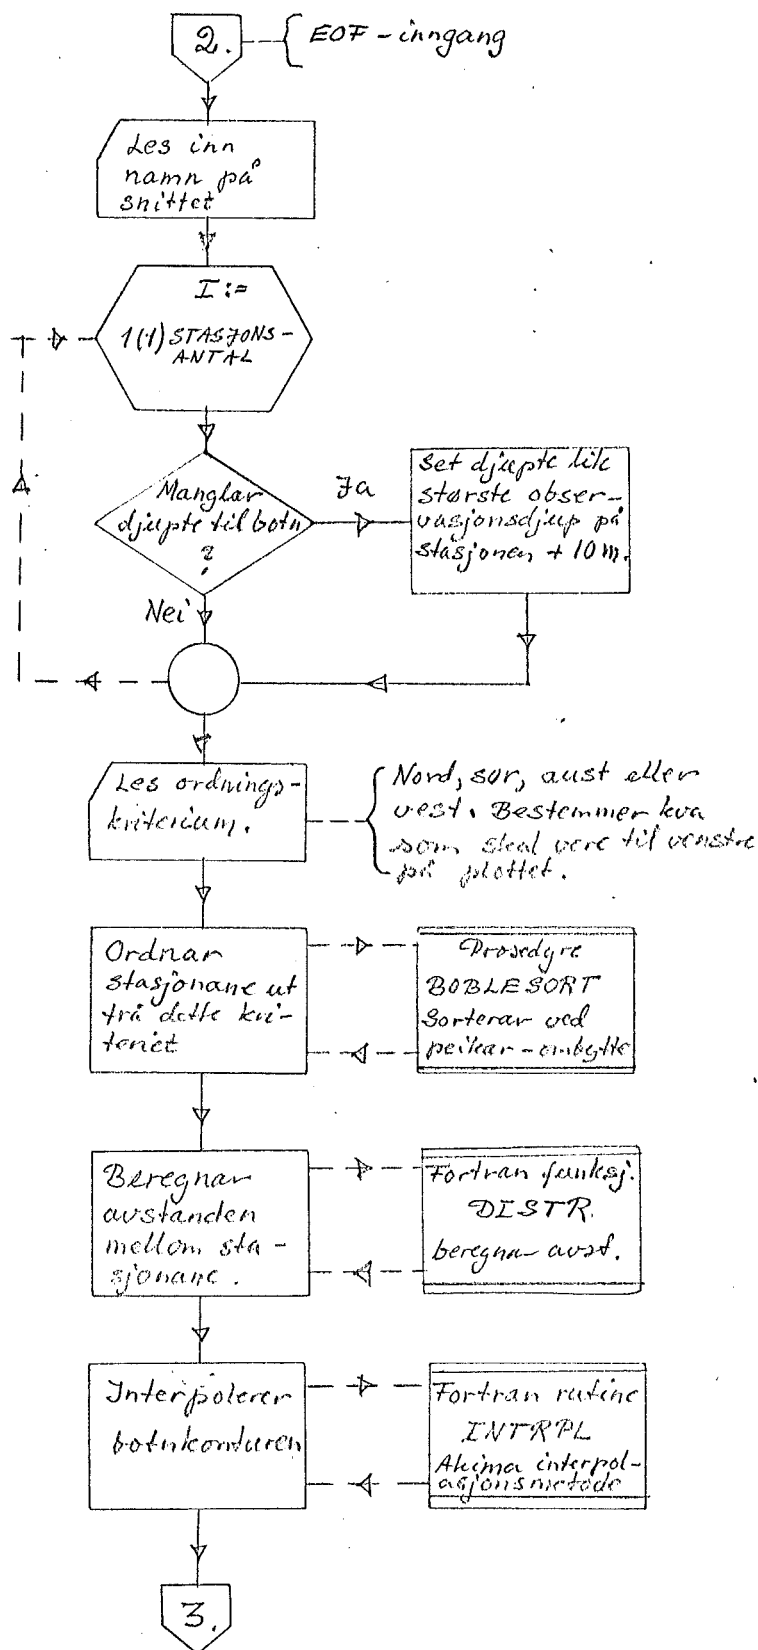 2.
EOF - inngang
Les inn
namn på
snittet
I :=
1(1) STASJONS-
ANTAL
Manglar
djupte til botn
?
Ja
Set djupte lik
største obser-
vasjonsdjup på
stasjonen + 10 m.
Nei
Les ordnings-
kriterium.
Nord, sør, aust eller
vest. Bestemmer kva
som skal vere til venstre
på plottet.
Ordnar
stasjonane ut
frå dette kri-
teriet
Prosedyre
BOBLESORT
Sorterar ved
peikar-ombytte
Beregnar
avstanden
mellom sta-
sjonane.
Fortran funksj.
DISTR.
beregnar avst.
Interpolerer
botnkonturen
Fortran rutine
INTRPL
Akima interpol-
asjonsmetode
3.